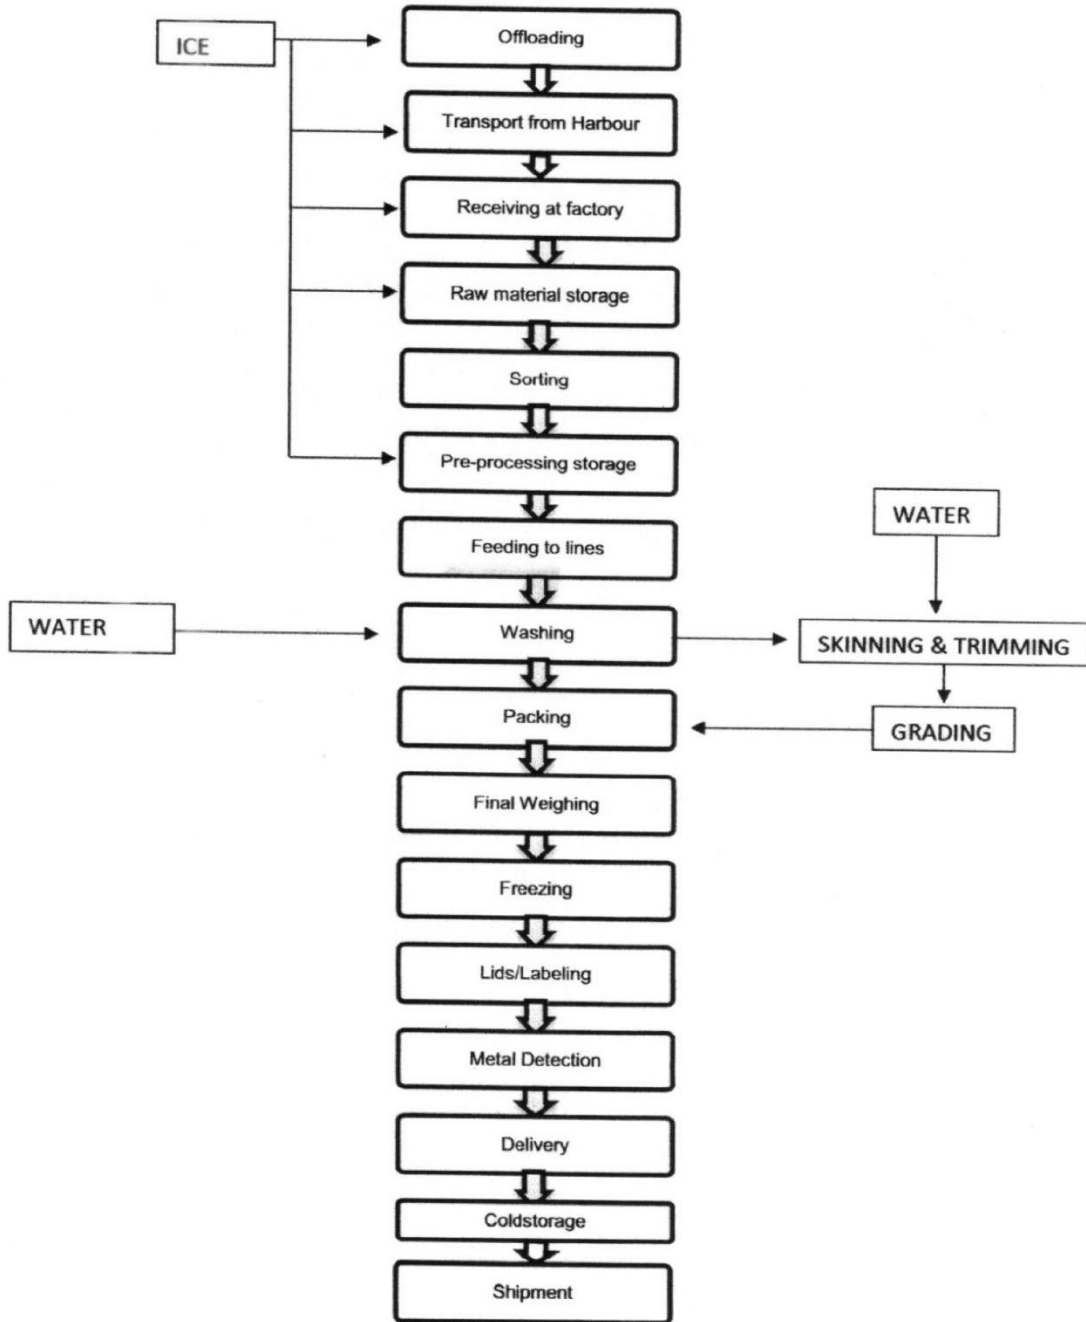 ICE
Offloading
Transport from Harbour
Receiving at factory
Raw material storage
Sorting
Pre-processing storage
Feeding to lines
WATER
WATER
Washing
SKINNING & TRIMMING
Packing
GRADING
Final Weighing
Freezing
Lids/Labeling
Metal Detection
Delivery
Coldstorage
Shipment